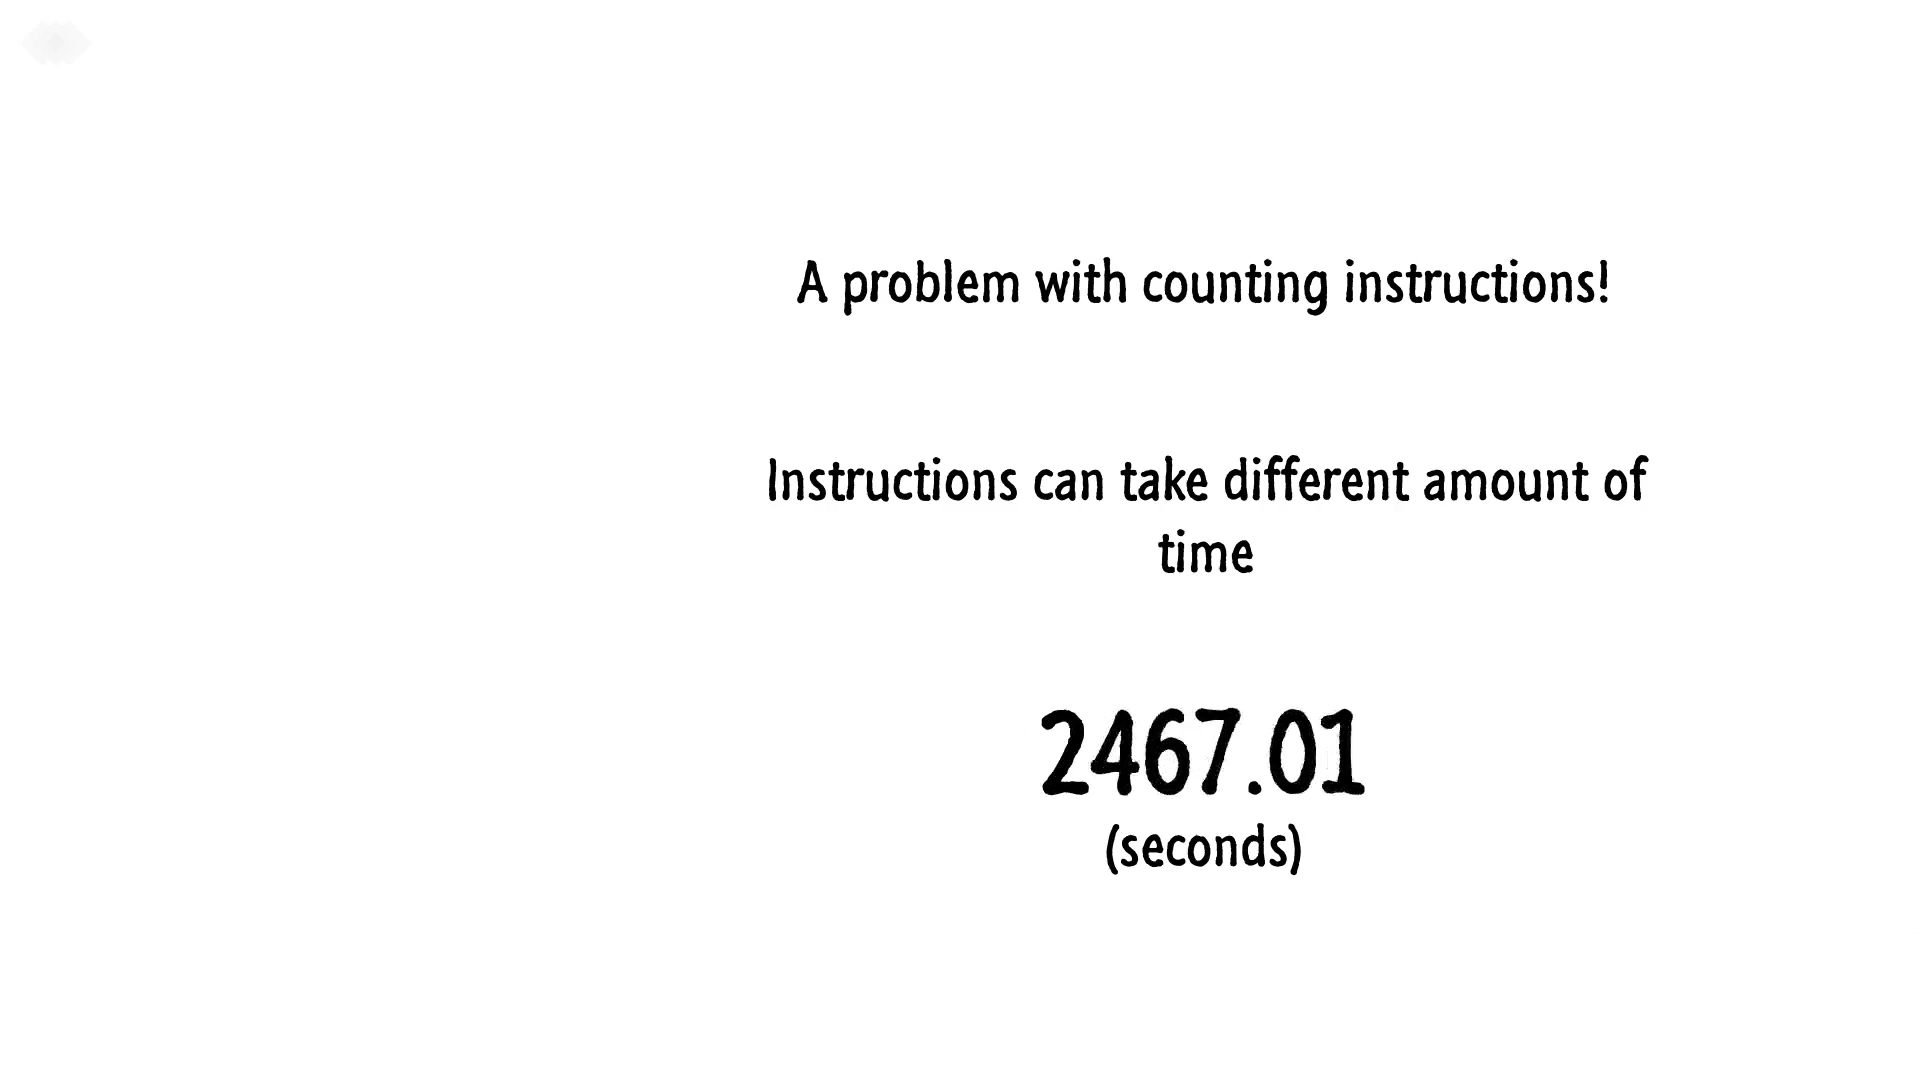 A problem with counting instructions!
Instructions can take different amount of
time
2467.01
(seconds)